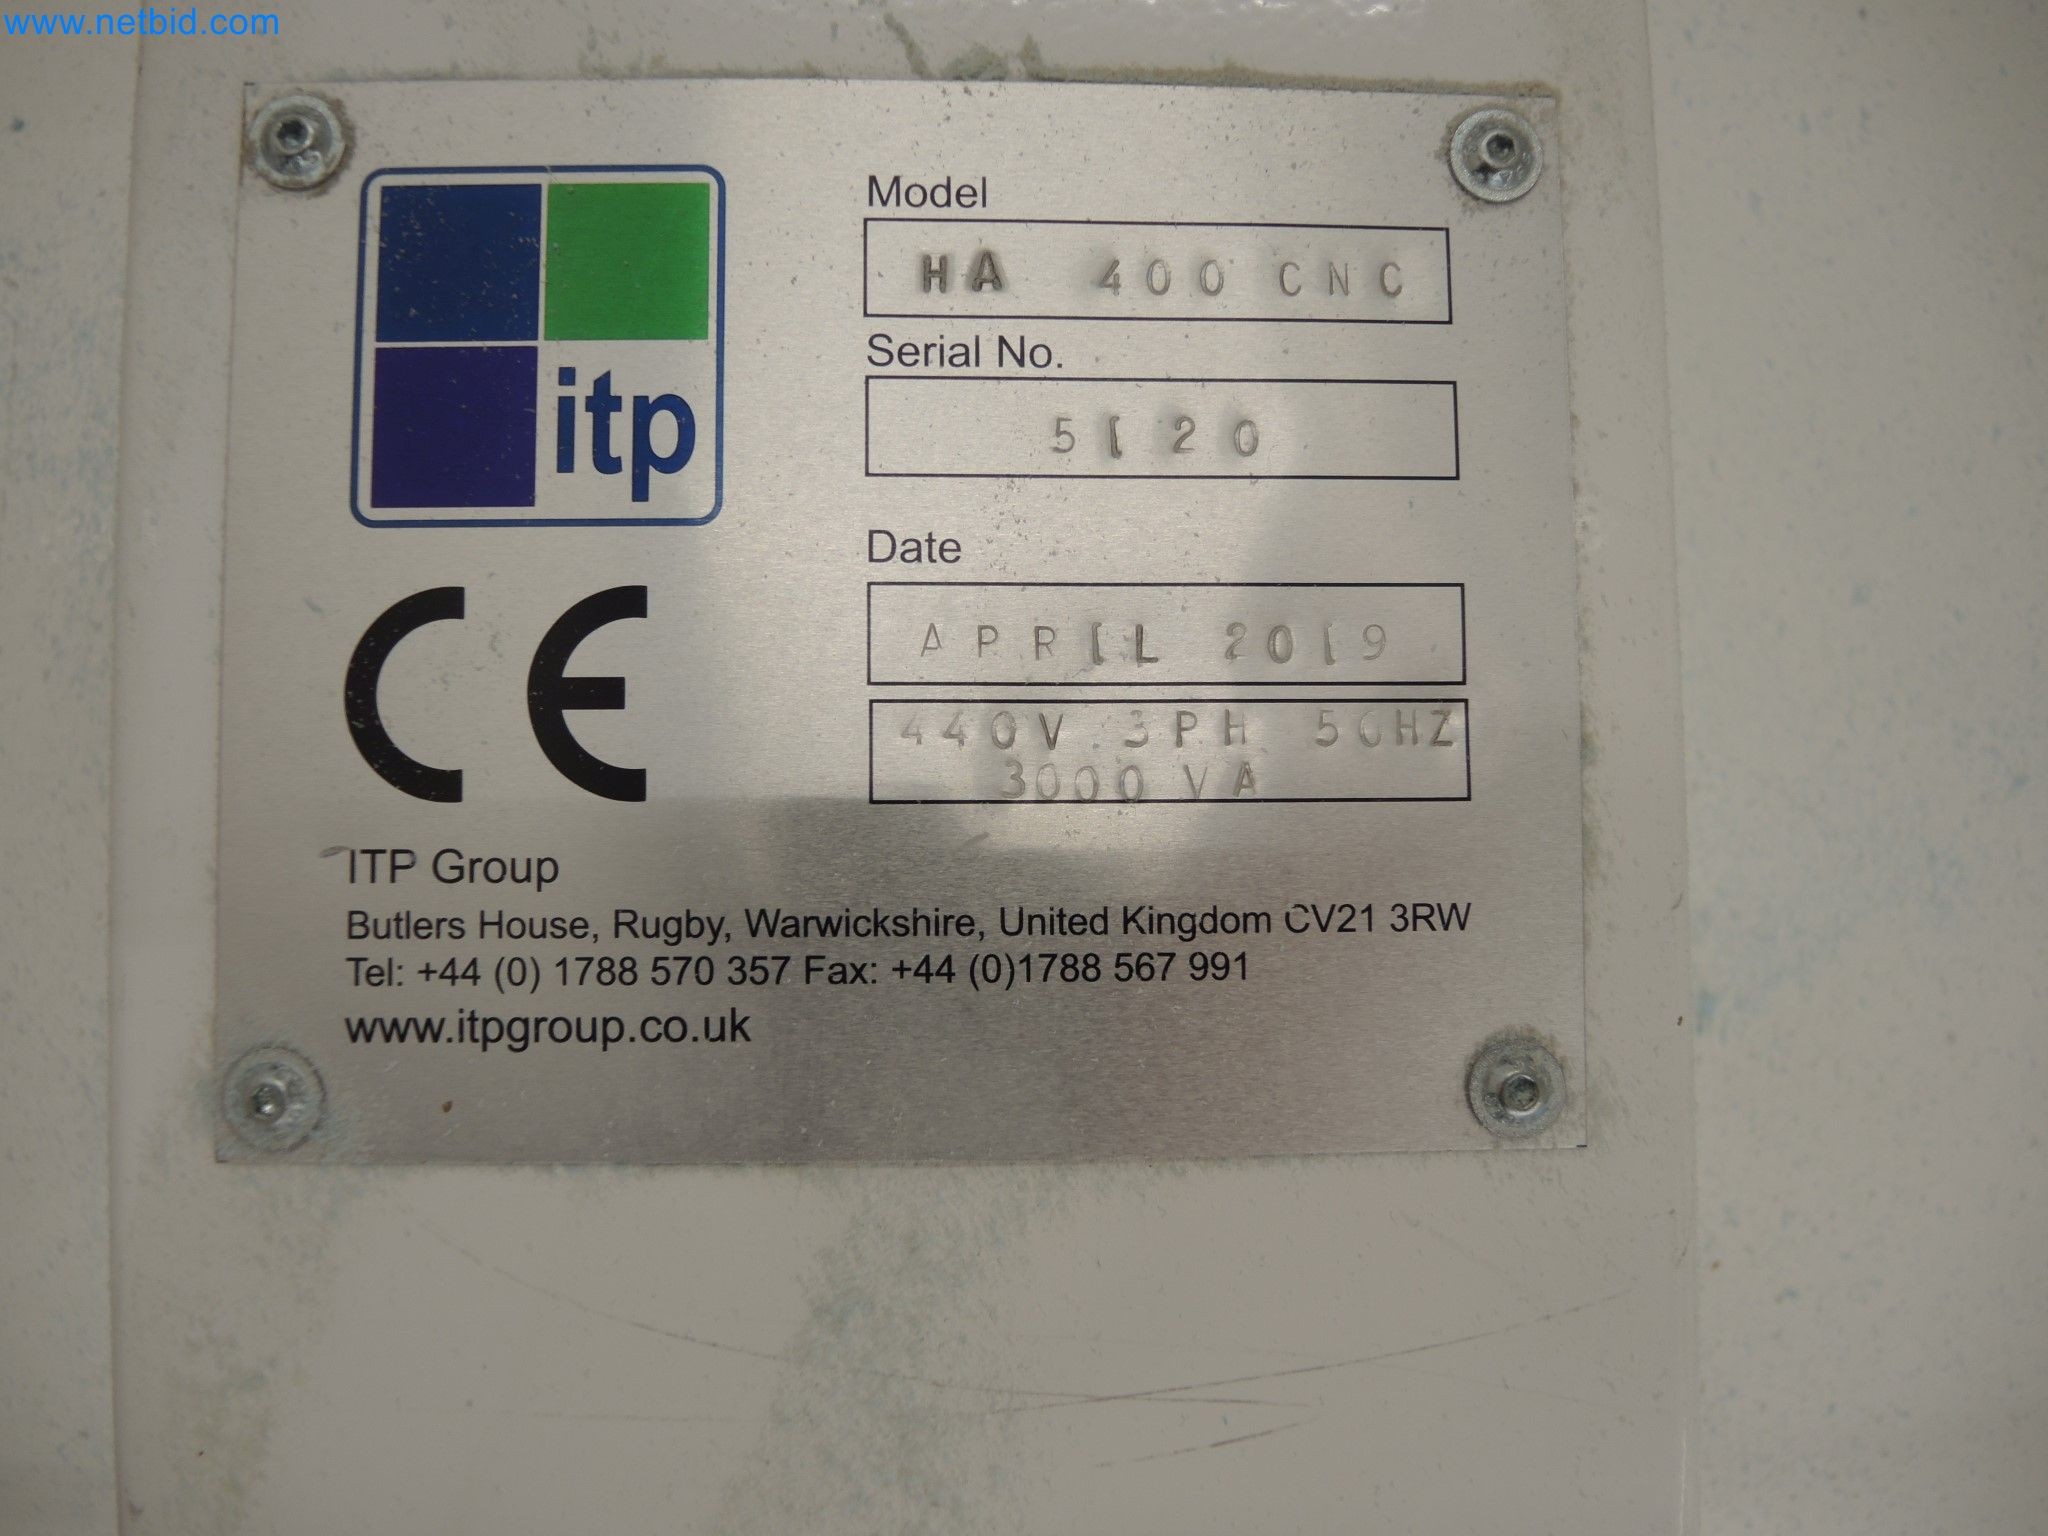 www.netbid.com
itp
Model
HA 400 CNC
Serial No.
5120
Date
APRIL 2019
440V 3PH 50HZ
3000 VA
CE
ITP Group
Butlers House, Rugby, Warwickshire, United Kingdom CV21 3RW
Tel: +44 (0) 1788 570 357 Fax: +44 (0)1788 567 991
www.itpgroup.co.uk